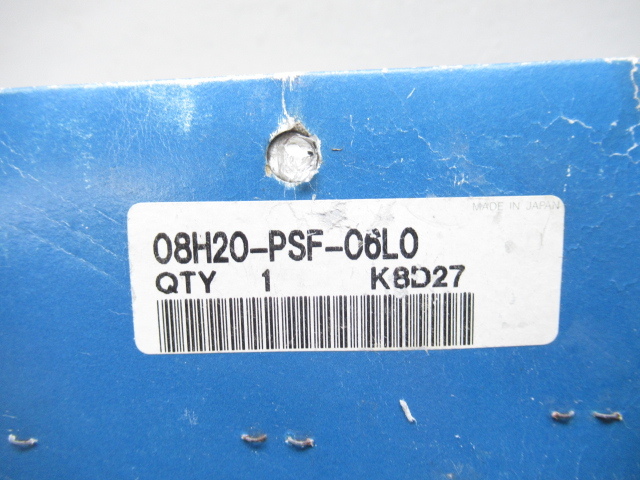 MADE IN JAPAN
08H20-PSF-06L0
QTY 1 K8D27